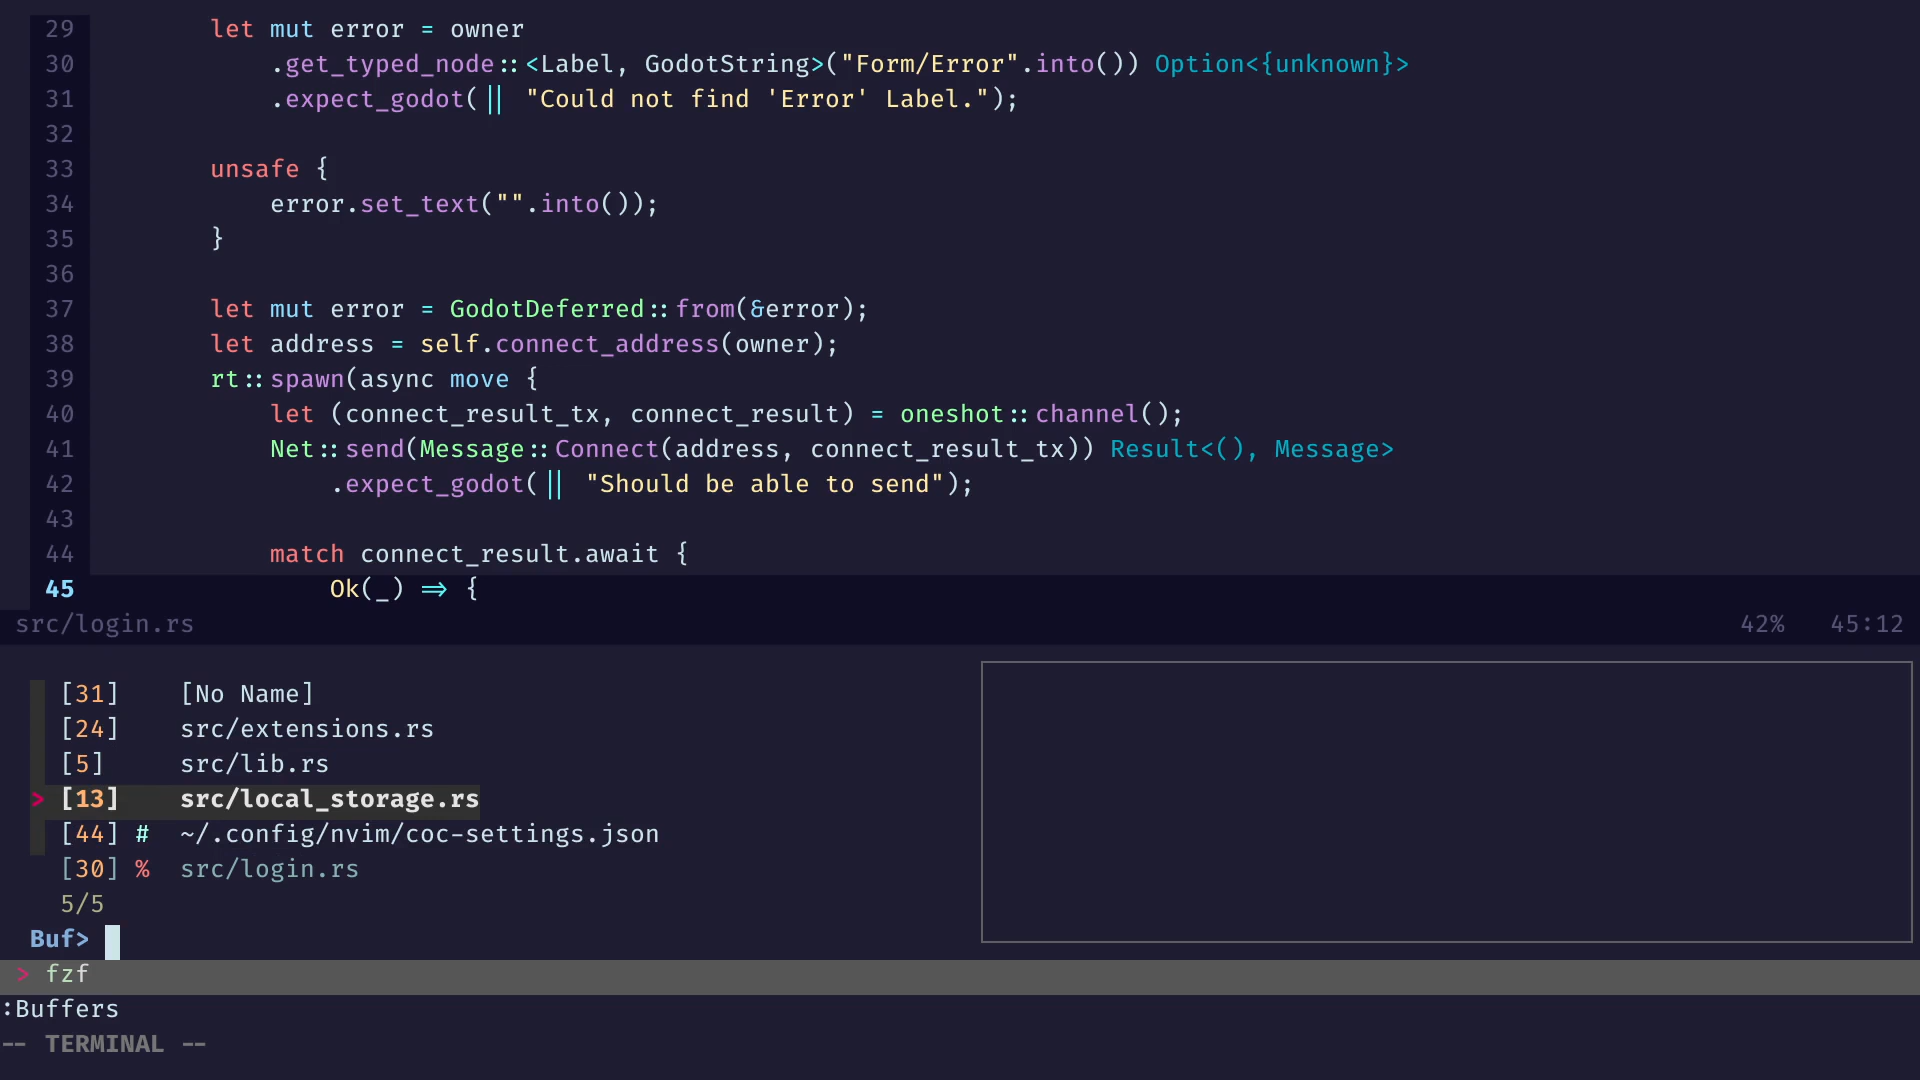 29 let mut error = owner
30 .get_typed_node::<Label, GodotString>("Form/Error".into()) Option<{unknown}>
31 .expect_godot(|| "Could not find 'Error' Label.");
32
33 unsafe {
34 error.set_text("".into());
35 }
36
37 let mut error = GodotDeferred::from(&error);
38 let address = self.connect_address(owner);
39 rt::spawn(async move {
40 let (connect_result_tx, connect_result) = oneshot::channel();
41 Net::send(Message::Connect(address, connect_result_tx)) Result<(), Message>
42 .expect_godot(|| "Should be able to send");
43
44 match connect_result.await {
45 Ok(_) => {
src/login.rs 42% 45:12
[31] [No Name]
[24] src/extensions.rs
[5] src/lib.rs
> [13] src/local_storage.rs
[44] # ~/.config/nvim/coc-settings.json
[30] % src/login.rs
5/5
Buf>
> fzf
:Buffers
-- TERMINAL --